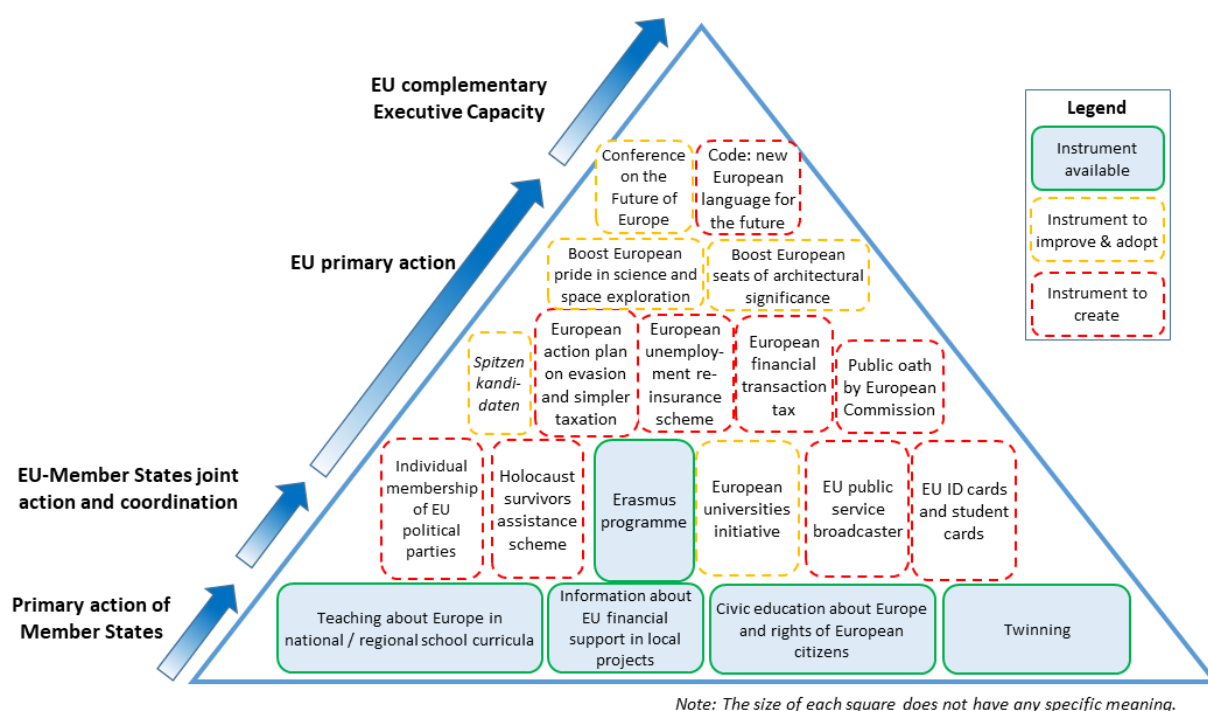 EU complementary
Executive Capacity
EU primary action
EU-Member States joint
action and coordination
Primary action of
Member States
Conference
on the
Future of
Europe
Code: new
European
language for
the future
Boost European
pride in science and
space exploration
Boost European
seats of architectural
significance
Spitzen
kandi-
daten
European
action plan
on evasion
and simpler
taxation
European
unemploy-
ment re-
insurance
scheme
European
financial
transaction
tax
Public oath
by European
Commission
Individual
membership
of EU
political
parties
Holocaust
survivors
assistance
scheme
Erasmus
programme
European
universities
initiative
EU public
service
broadcaster
EU ID cards
and student
cards
Teaching about Europe in
national / regional school curricula
Information about
EU financial
support in local
projects
Civic education about Europe
and rights of European
citizens
Twinning
Legend
Instrument
available
Instrument to
improve & adopt
Instrument to
create
Note: The size of each square does not have any specific meaning.